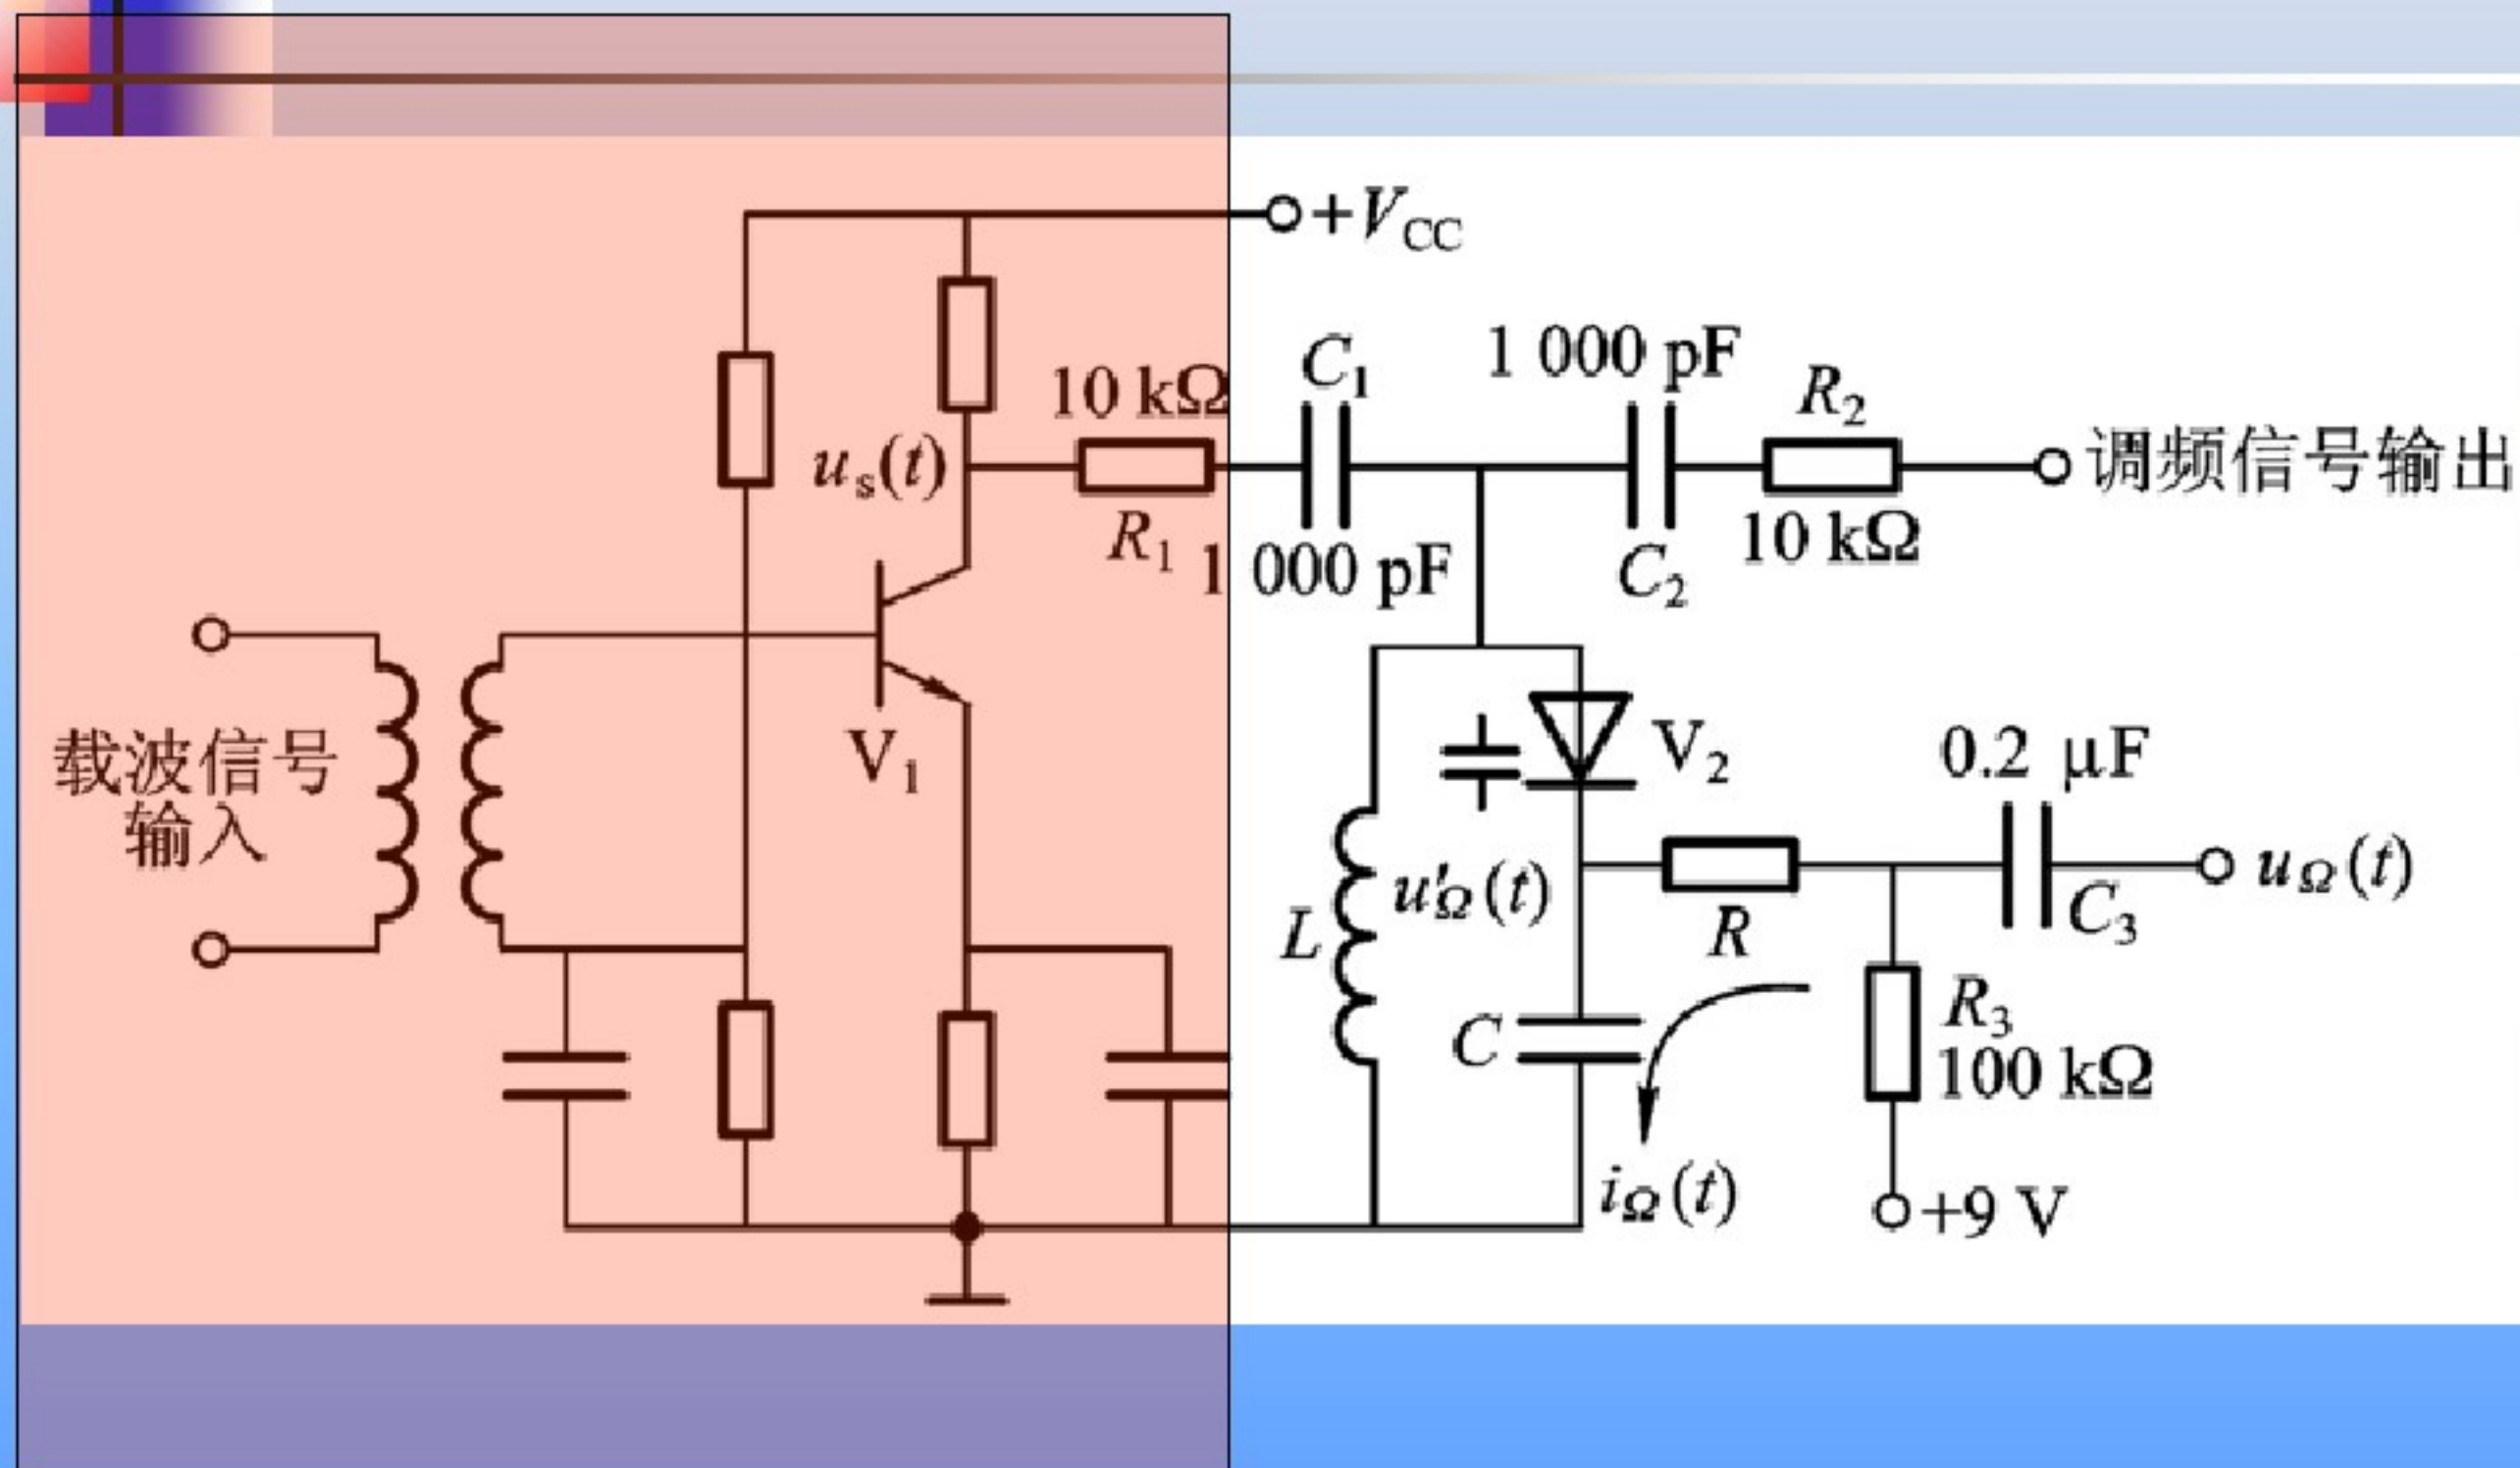 +V_CC
C₁
1 000 pF
R₂
10 kΩ
u_s(t)
调频信号输出
R₁
1 000 pF
C₂
10 kΩ
载波信号
输入
V₁
V₂
0.2 μF
L
u′_Ω(t)
R
C₃
u_Ω(t)
C
R₃
100 kΩ
i_Ω(t)
+9 V